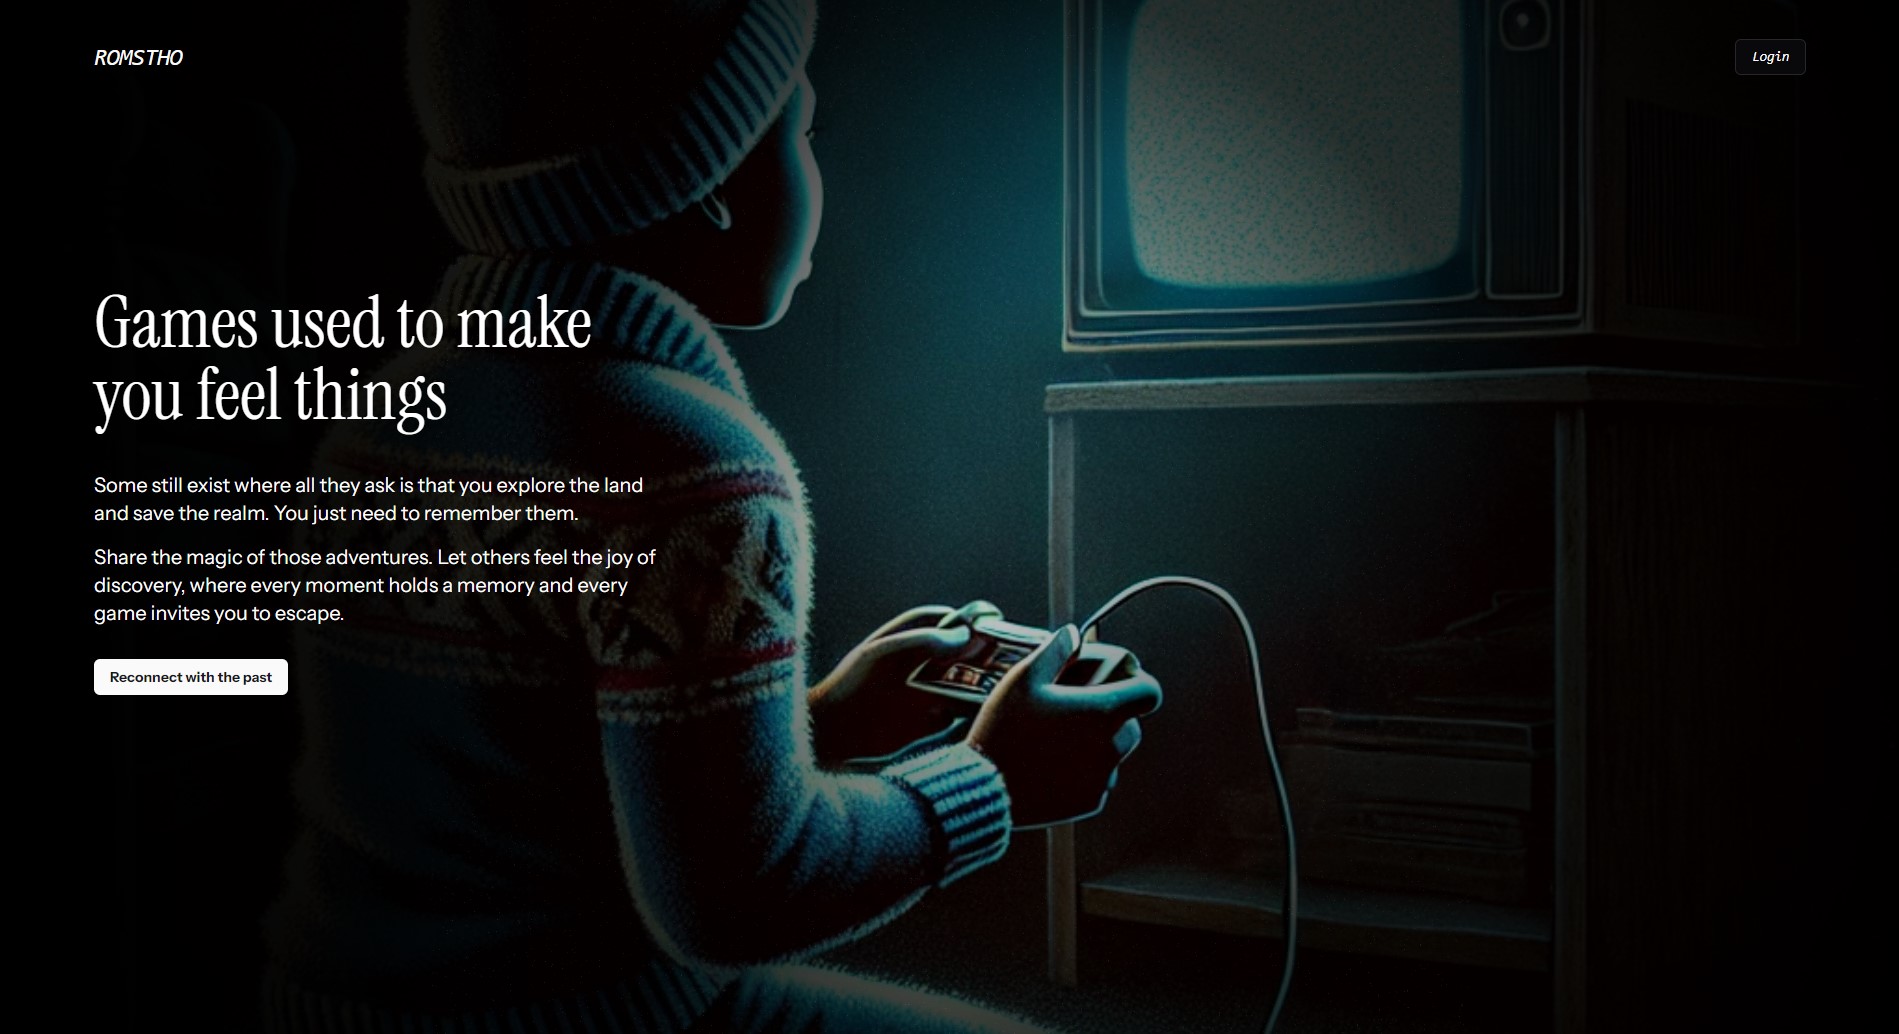 ROMSTHO
Login
Games used to make
you feel things
Some still exist where all they ask is that you explore the land
and save the realm. You just need to remember them.
Share the magic of those adventures. Let others feel the joy of
discovery, where every moment holds a memory and every
game invites you to escape.
Reconnect with the past